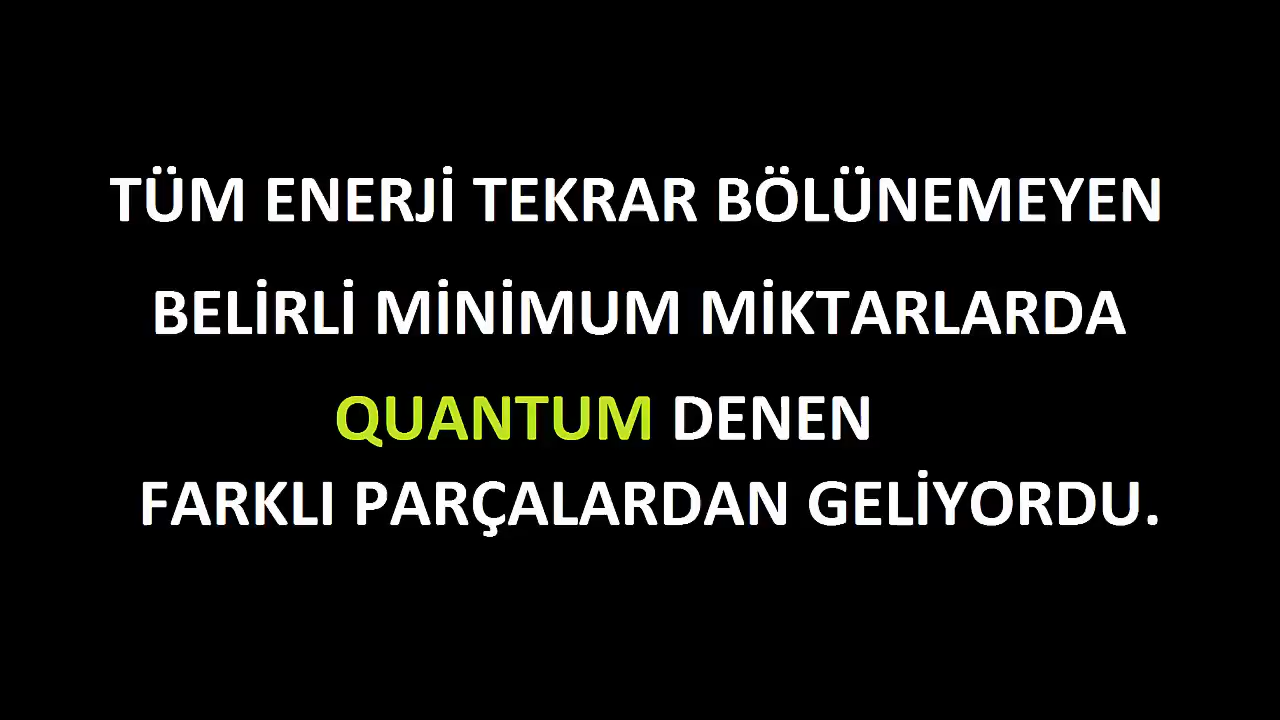 TÜM ENERJİ TEKRAR BÖLÜNEMEYEN
BELİRLİ MİNİMUM MİKTARLARDA
QUANTUM DENEN
FARKLI PARÇALARDAN GELİYORDU.